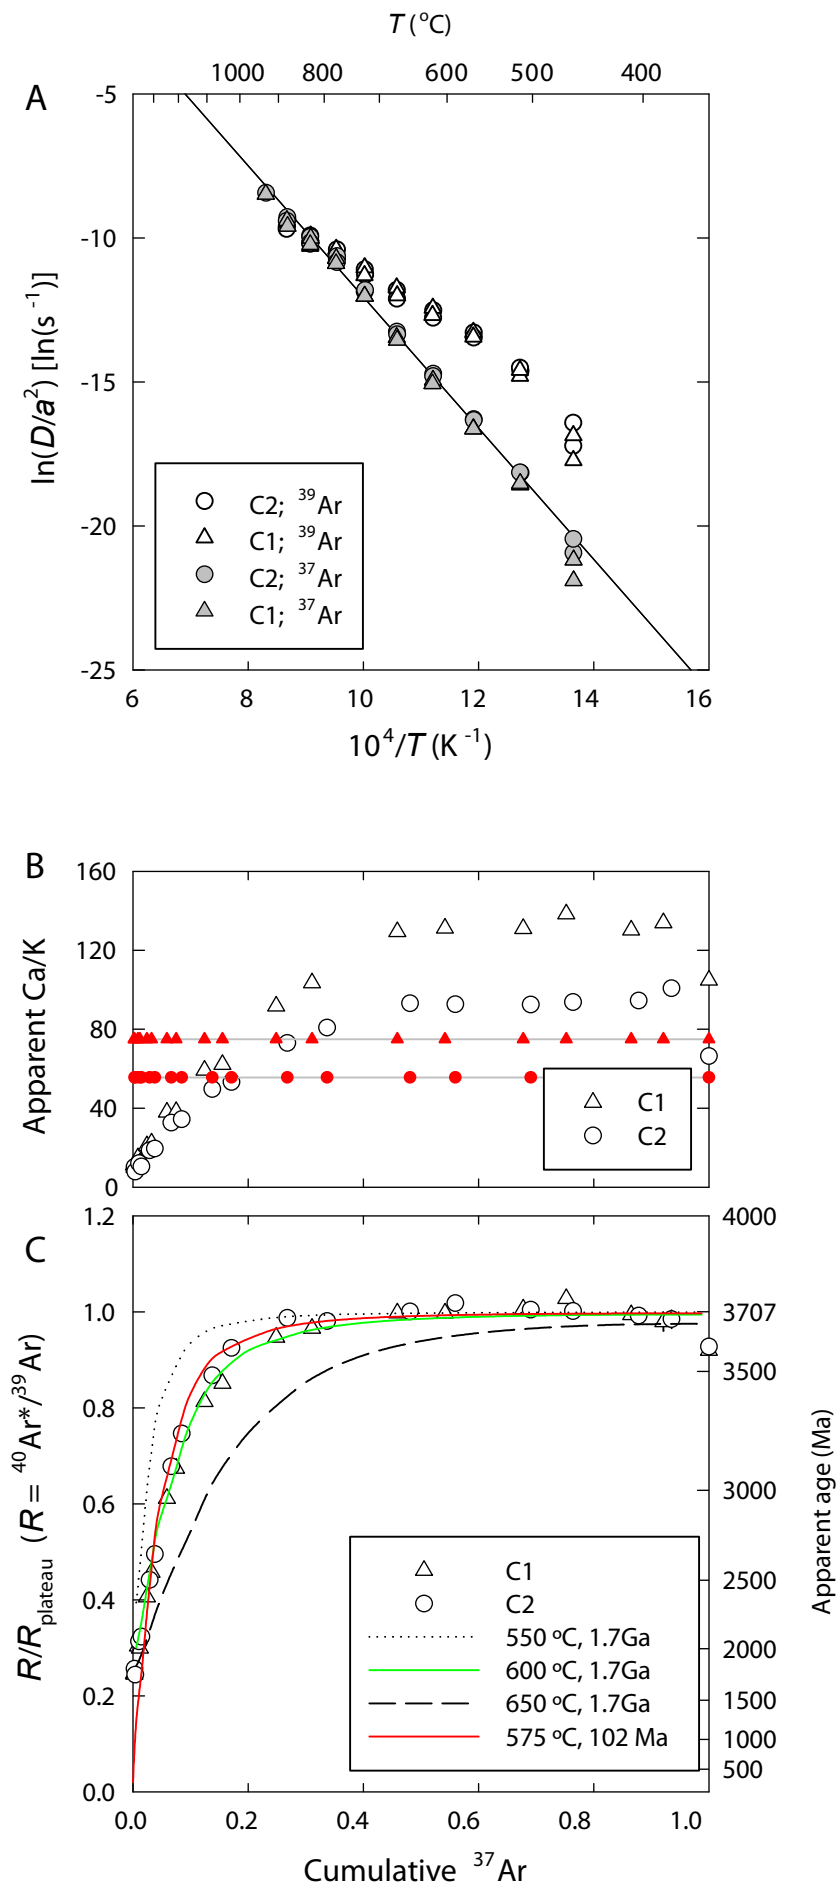 T (°C)
1000 800 600 500 400
A
-5
-10
-15
-20
-25
ln(D/a²) [ln(s⁻¹)]
C2; ³⁹Ar
C1; ³⁹Ar
C2; ³⁷Ar
C1; ³⁷Ar
6 8 10 12 14 16
10⁴/T (K⁻¹)
B
160
120
80
40
0
Apparent Ca/K
C1
C2
C
1.2
1.0
0.8
0.6
0.4
0.2
0.0
R/R_plateau (R = ⁴⁰Ar*/³⁹Ar)
4000
3707
3500
3000
2500
2000
1500
1000
500
Apparent age (Ma)
C1
C2
550 ºC, 1.7Ga
600 ºC, 1.7Ga
650 ºC, 1.7Ga
575 ºC, 102 Ma
0.0 0.2 0.4 0.6 0.8 1.0
Cumulative ³⁷Ar